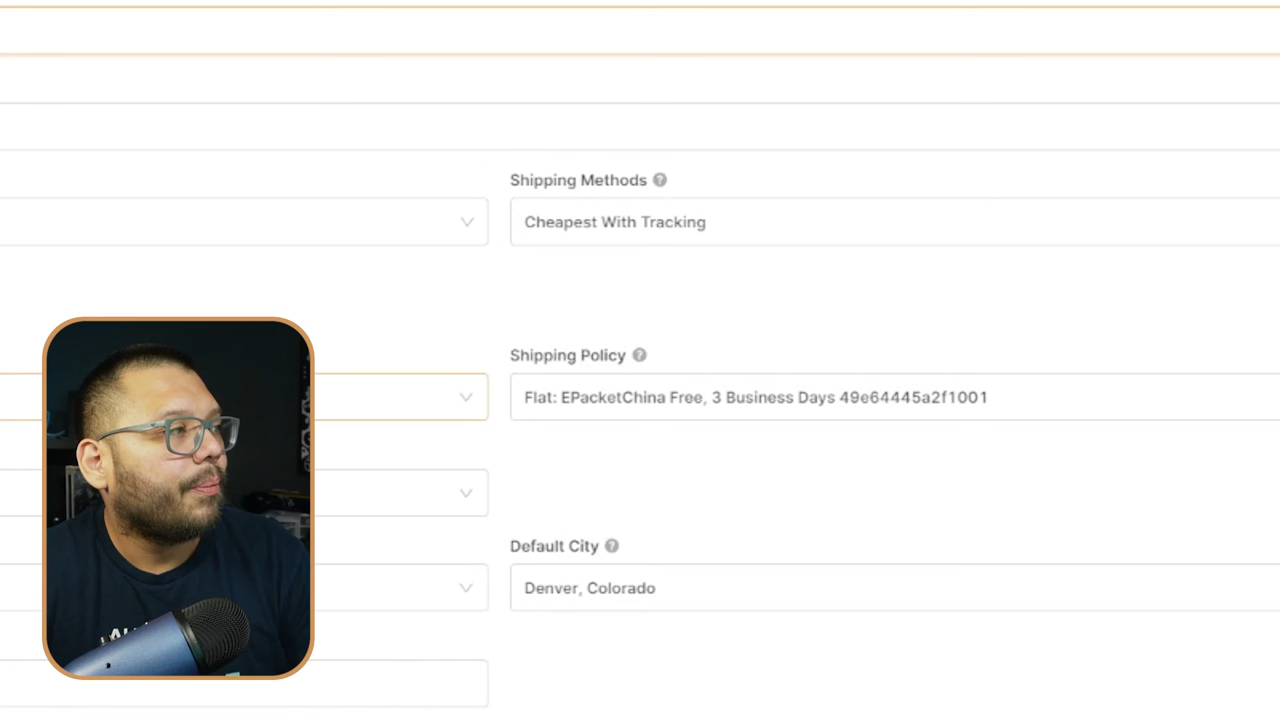 Shipping Methods
Cheapest With Tracking
Shipping Policy
Flat: EPacketChina Free, 3 Business Days 49e64445a2f1001
Default City
Denver, Colorado